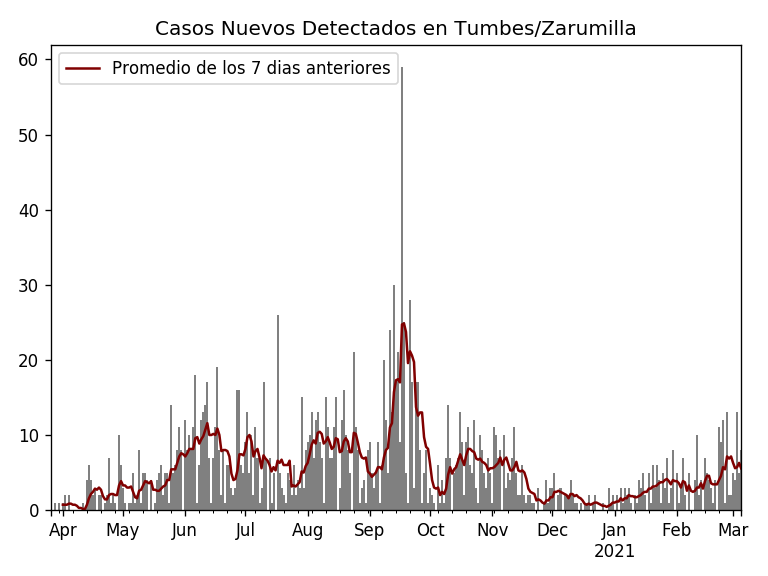 Casos Nuevos Detectados en Tumbes/Zarumilla
Promedio de los 7 dias anteriores
60
50
40
30
20
10
0
Apr May Jun Jul Aug Sep Oct Nov Dec Jan Feb Mar
2021